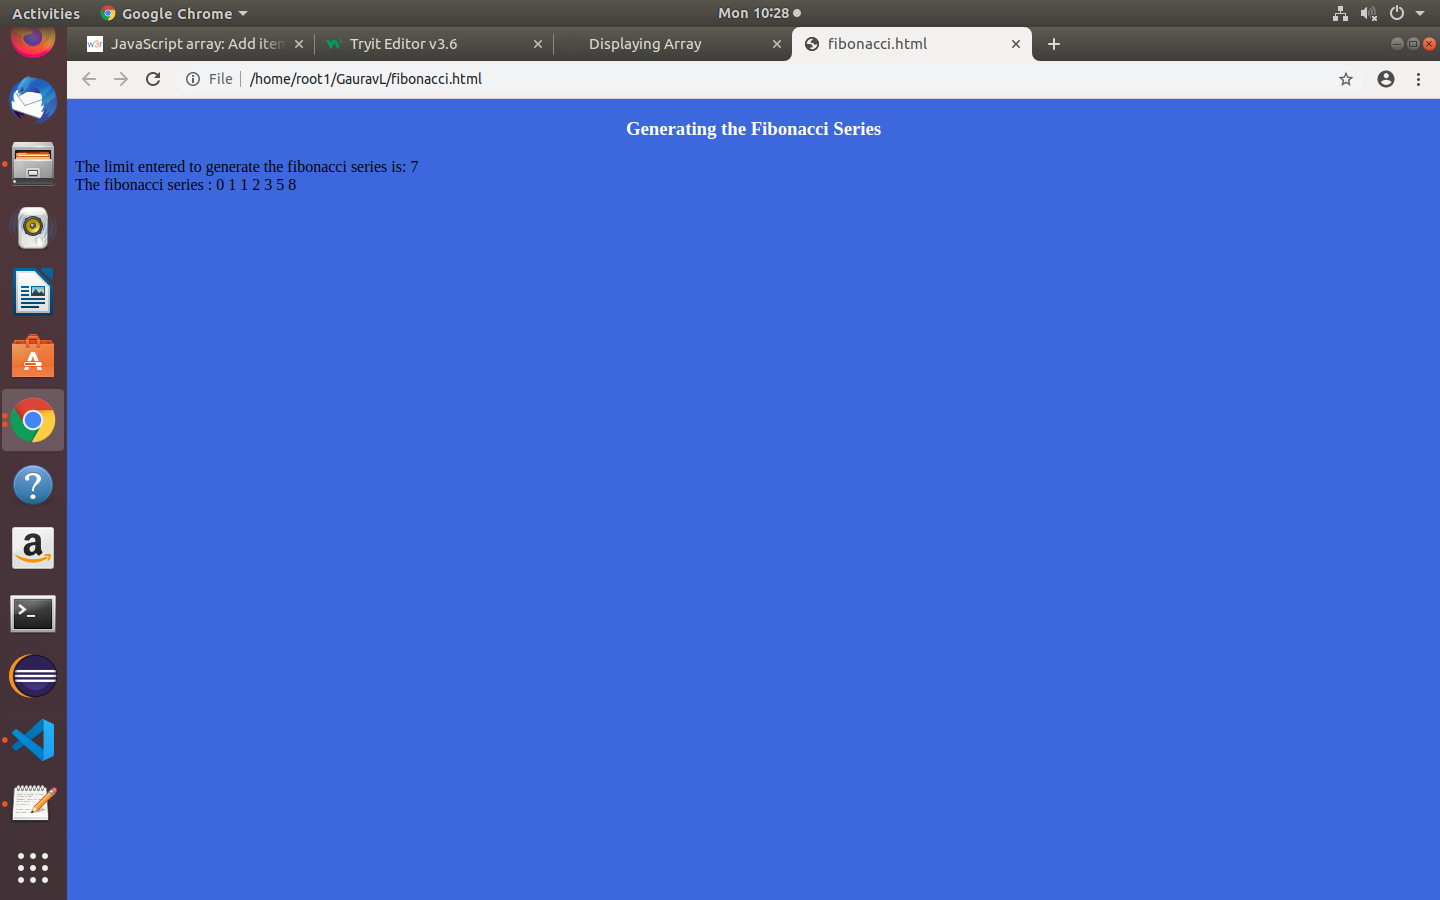 Activities Google Chrome Mon 10:28
w3r JavaScript array: Add iten Tryit Editor v3.6 Displaying Array fibonacci.html
File /home/root1/GauravL/fibonacci.html
Generating the Fibonacci Series
The limit entered to generate the fibonacci series is: 7
The fibonacci series : 0 1 1 2 3 5 8
A
?
a
>_